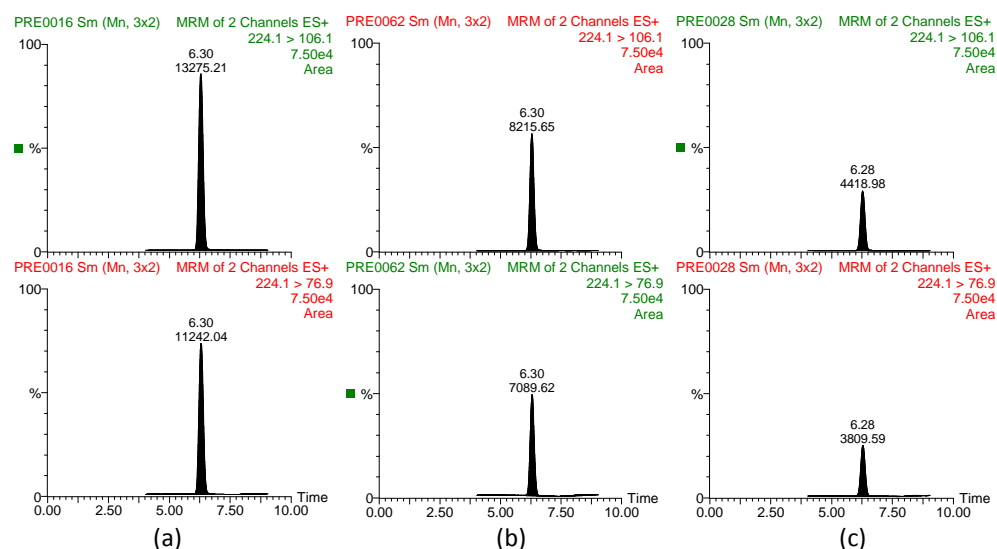 PRE0016 Sm (Mn, 3x2) MRM of 2 Channels ES+
224.1 > 106.1
7.50e4
Area
100
6.30
13275.21
%
0
PRE0016 Sm (Mn, 3x2) MRM of 2 Channels ES+
224.1 > 76.9
7.50e4
Area
100
6.30
11242.04
%
0
Time
0.00 2.50 5.00 7.50 10.00
(a)
PRE0062 Sm (Mn, 3x2) MRM of 2 Channels ES+
224.1 > 106.1
7.50e4
Area
100
6.30
8215.65
%
0
PRE0062 Sm (Mn, 3x2) MRM of 2 Channels ES+
224.1 > 76.9
7.50e4
Area
100
6.30
7089.62
%
0
Time
0.00 2.50 5.00 7.50 10.00
(b)
PRE0028 Sm (Mn, 3x2) MRM of 2 Channels ES+
224.1 > 106.1
7.50e4
Area
100
6.28
4418.98
%
0
PRE0028 Sm (Mn, 3x2) MRM of 2 Channels ES+
224.1 > 76.9
7.50e4
Area
100
6.28
3809.59
%
0
Time
0.00 2.50 5.00 7.50 10.00
(c)